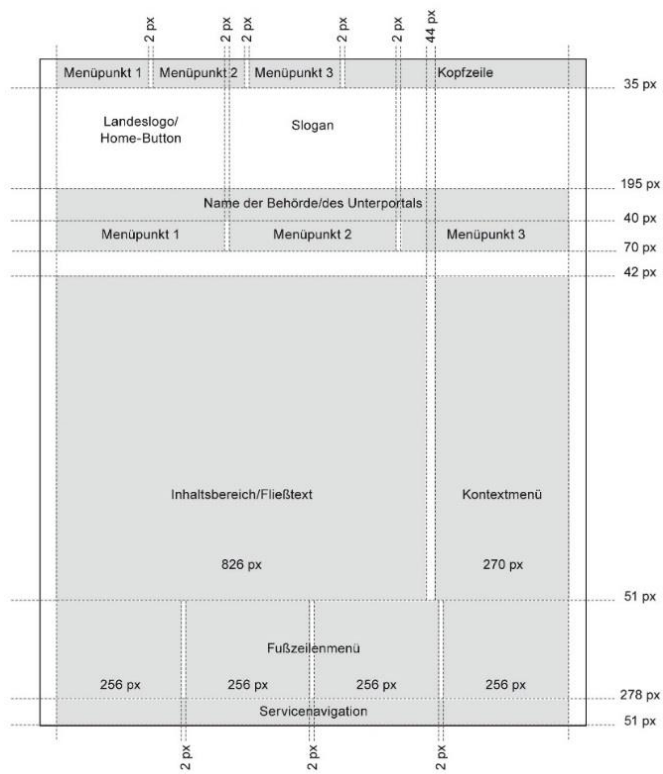 2 px 2 px 2 px 2 px 2 px 44 px
Menüpunkt 1 Menüpunkt 2 Menüpunkt 3 Kopfzeile
35 px
Landeslogo/
Home-Button
Slogan
195 px
Name der Behörde/des Unterportals
40 px
Menüpunkt 1 Menüpunkt 2 Menüpunkt 3
70 px
42 px
Inhaltsbereich/Fließtext Kontextmenü
826 px 270 px
51 px
Fußzeilenmenü
256 px 256 px 256 px 256 px
278 px
Servicenavigation
51 px
2 px 2 px 2 px